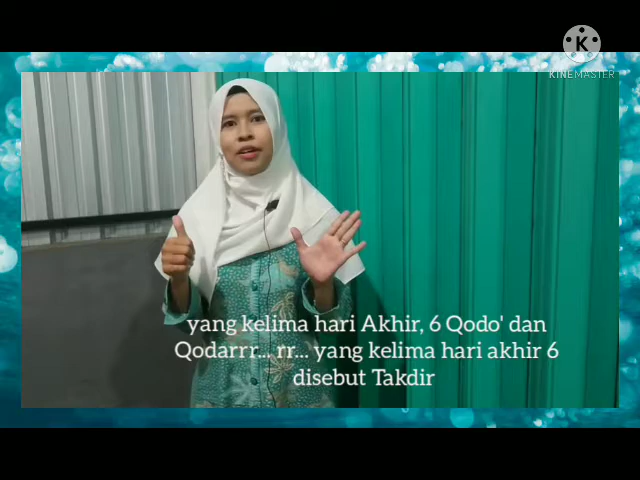 K
KINEMASTER
yang kelima hari Akhir, 6 Qodo' dan
Qodarrr... rr... yang kelima hari akhir 6
disebut Takdir